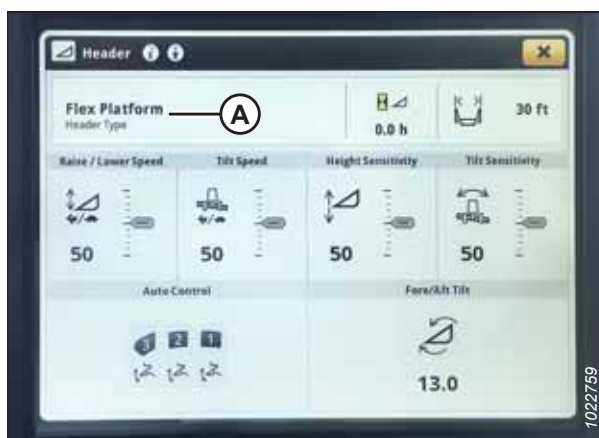 Header
Flex Platform
Header Type
A
0.0 h
30 ft
Raise / Lower Speed
Tilt Speed
Height Sensitivity
Tilt Sensitivity
50
50
50
50
Auto Control
Fore/Aft Tilt
3 2 1
13.0
1022759